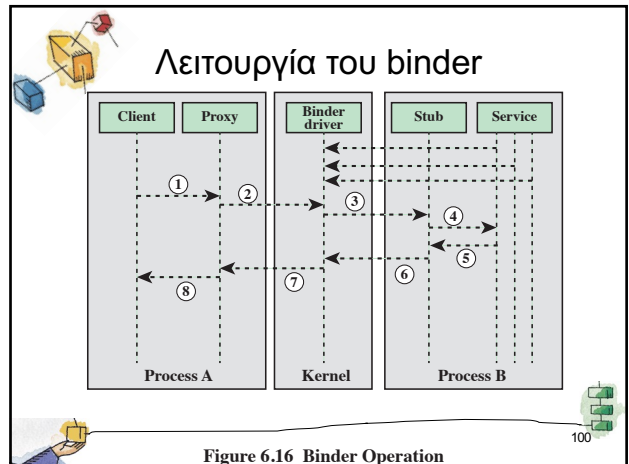 Λειτουργία του binder
Client
Proxy
Binder
driver
Stub
Service
1
2
3
4
5
6
7
8
Process A
Kernel
Process B
100
Figure 6.16 Binder Operation